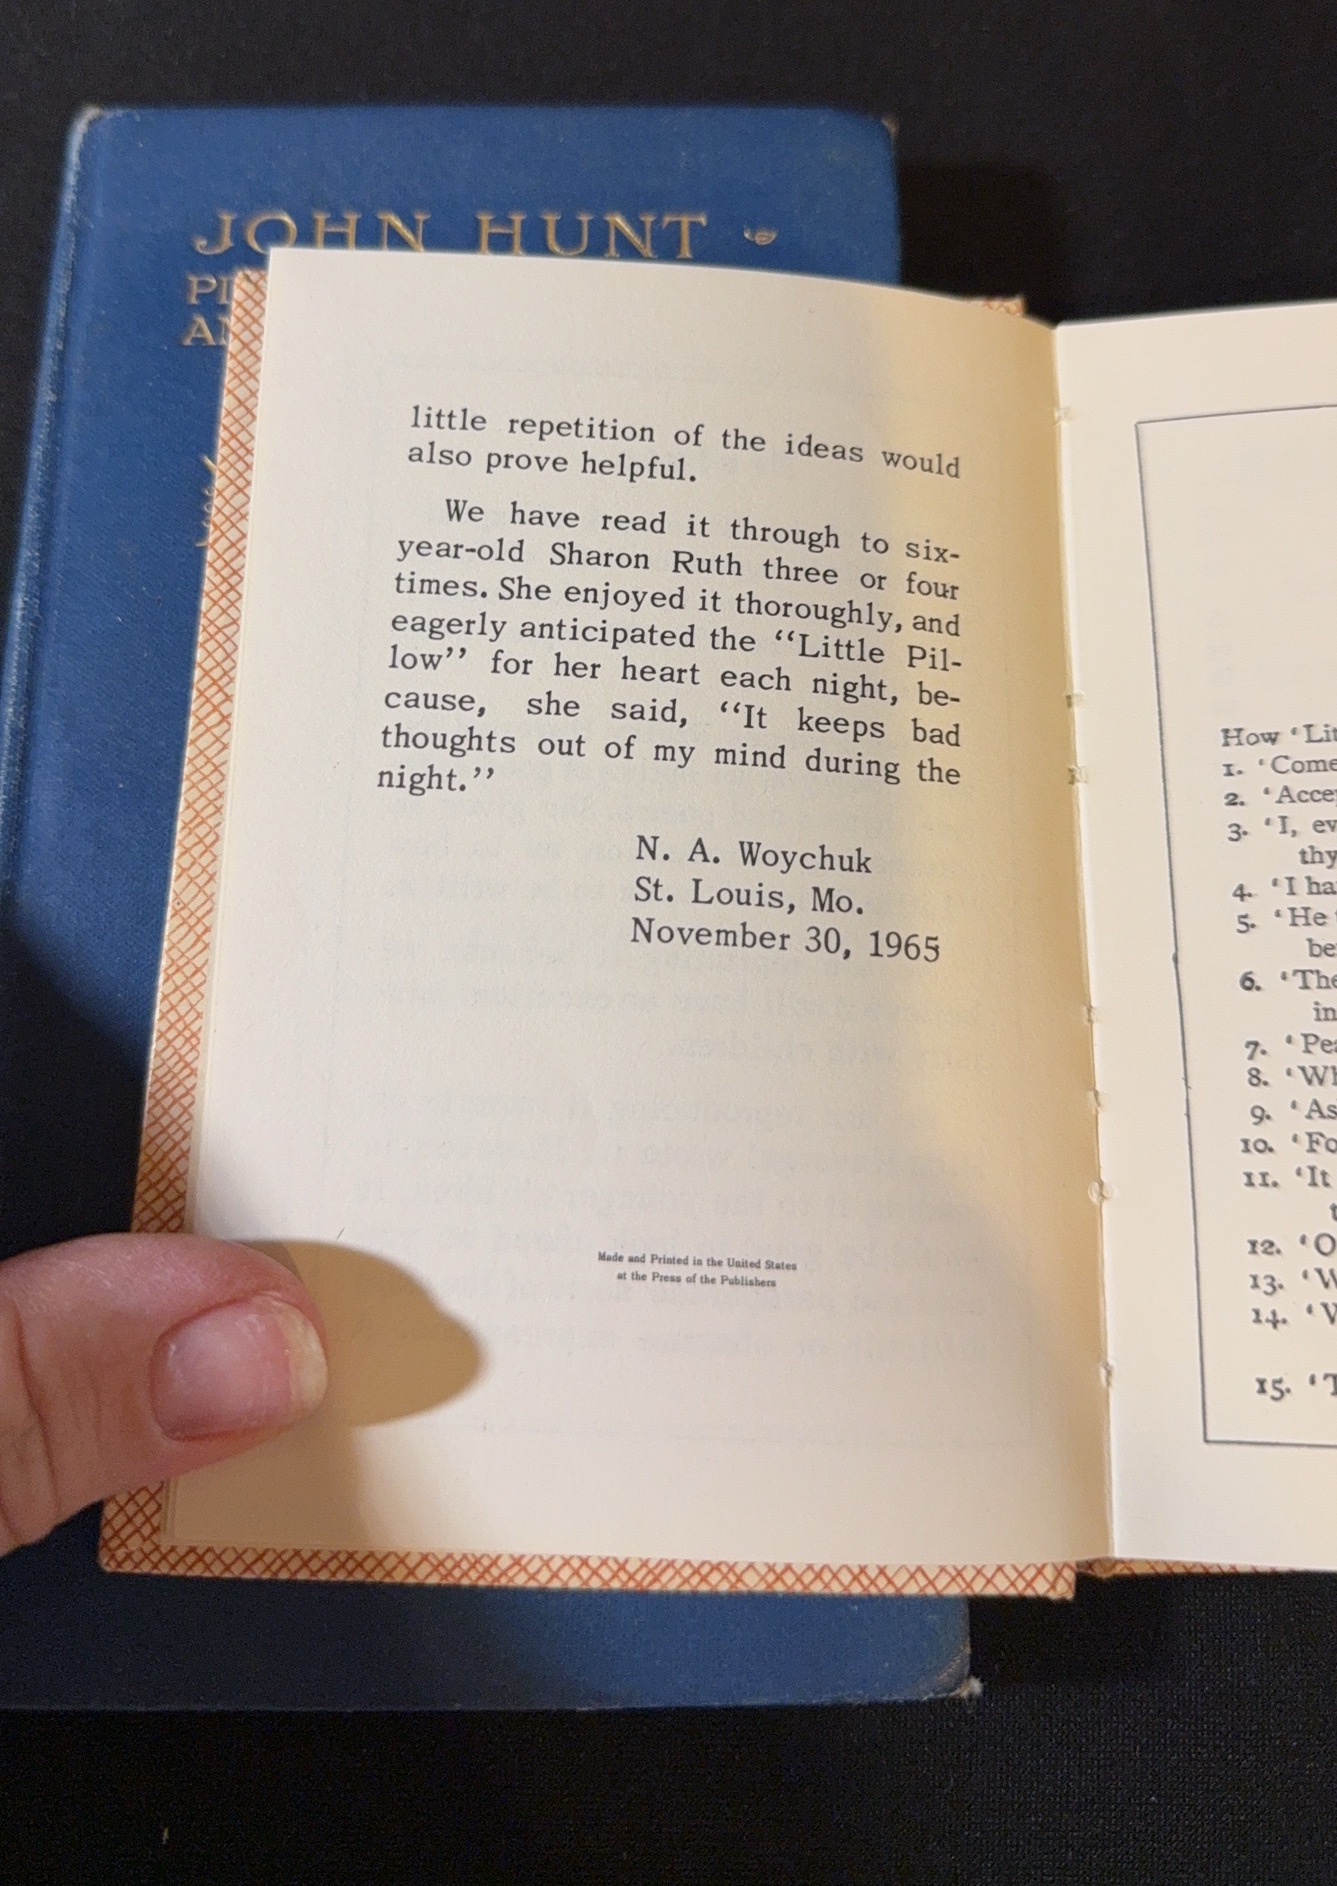 JOHN HUNT
little repetition of the ideas would
also prove helpful.
We have read it through to six-
year-old Sharon Ruth three or four
times. She enjoyed it thoroughly, and
eagerly anticipated the “Little Pil-
low” for her heart each night, be-
cause, she said, “It keeps bad
thoughts out of my mind during the
night.”
N. A. Woychuk
St. Louis, Mo.
November 30, 1965
Made and Printed in the United States
at the Press of the Publishers
How ‘Lit
1. ‘Come
2. ‘Acce
3. ‘I, ev
thy
4. ‘I ha
5. ‘He
be
6. ‘The
in
7. ‘Pea
8. ‘Wh
9. ‘As
10. ‘Fo
11. ‘It
t
12. ‘O
13. ‘W
14. ‘V
15. ‘T